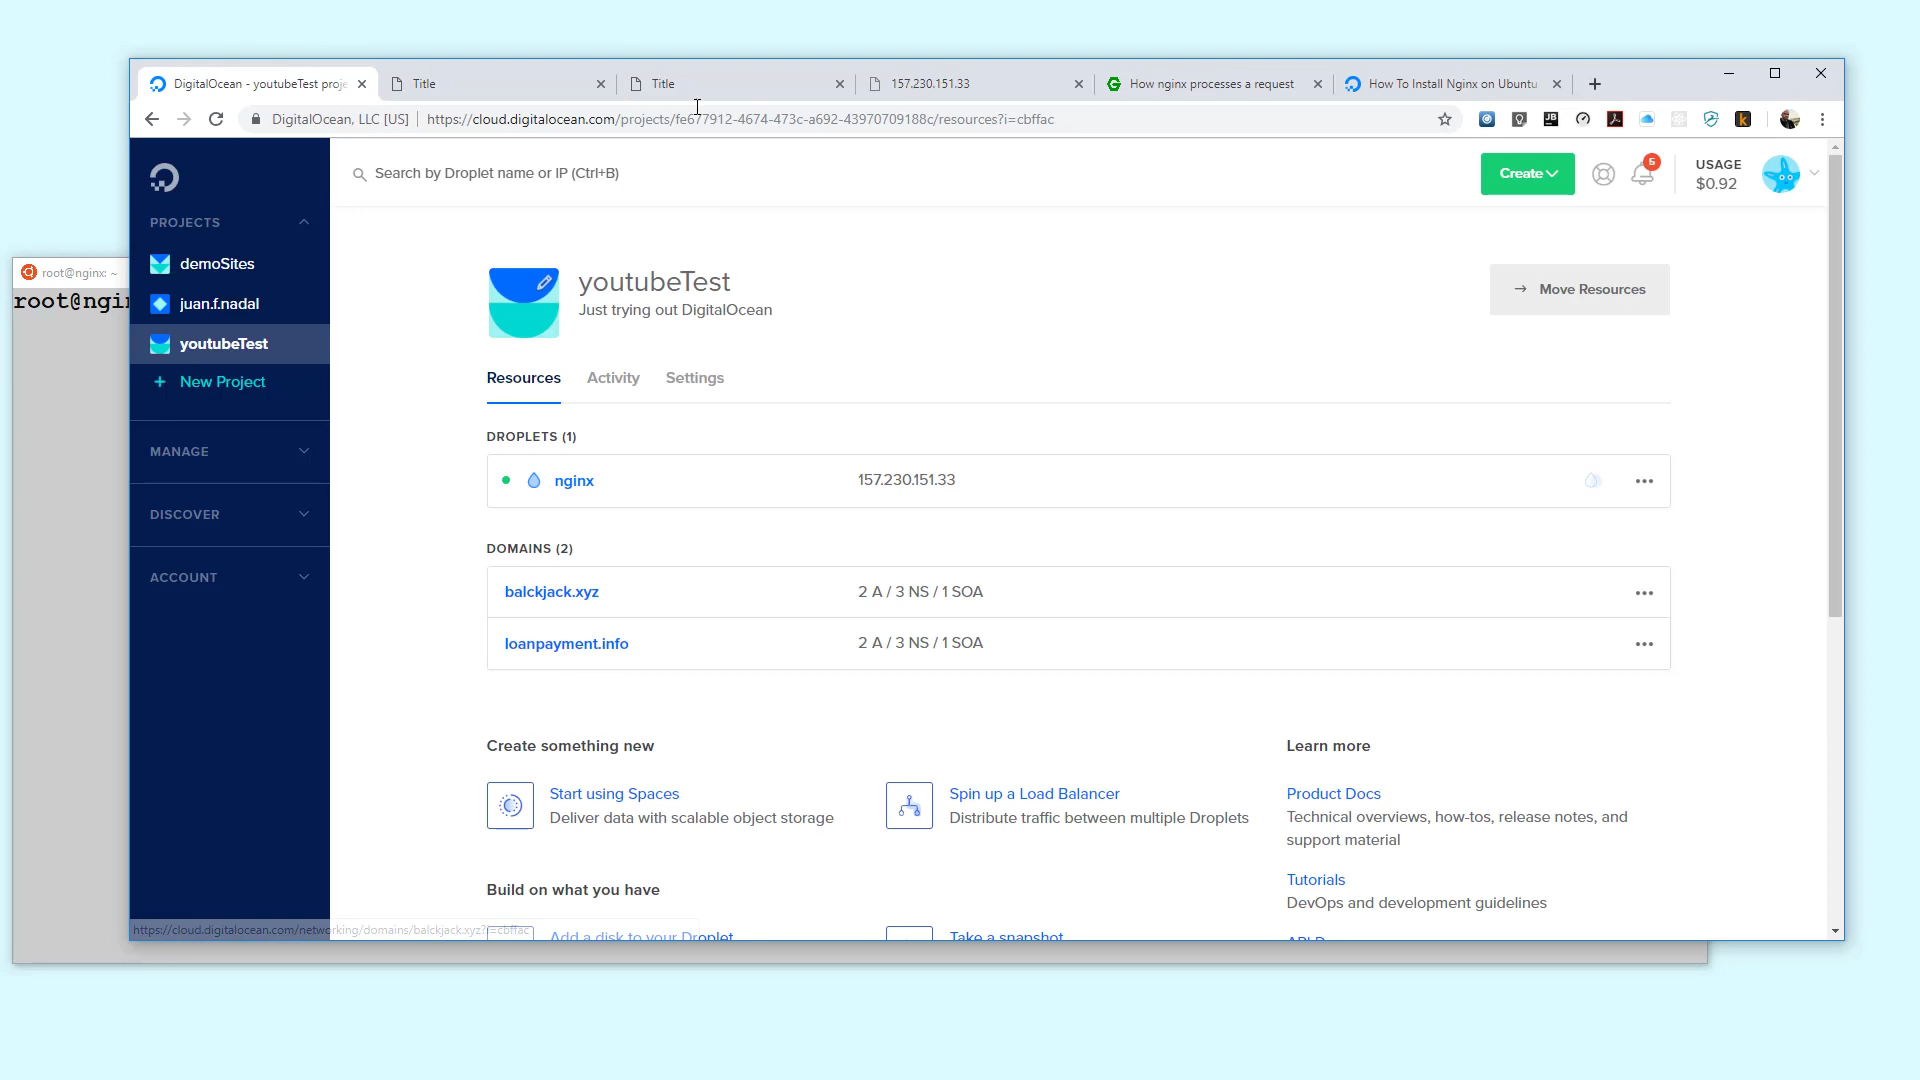 DigitalOcean - youtubeTest proje
Title
Title
157.230.151.33
How nginx processes a request
How To Install Nginx on Ubuntu
DigitalOcean, LLC [US]
https://cloud.digitalocean.com/projects/fe677912-4674-473c-a692-43970709188c/resources?i=cbffac
JB
k
Search by Droplet name or IP (Ctrl+B)
Create
5
USAGE
$0.92
PROJECTS
demoSites
juan.f.nadal
youtubeTest
+ New Project
MANAGE
DISCOVER
ACCOUNT
root@nginx: ~
root@ngin
youtubeTest
Just trying out DigitalOcean
→ Move Resources
Resources
Activity
Settings
DROPLETS (1)
nginx
157.230.151.33
DOMAINS (2)
balckjack.xyz
2 A / 3 NS / 1 SOA
loanpayment.info
2 A / 3 NS / 1 SOA
Create something new
Start using Spaces
Deliver data with scalable object storage
Spin up a Load Balancer
Distribute traffic between multiple Droplets
Build on what you have
Add a disk to your Droplet
Take a snapshot
Learn more
Product Docs
Technical overviews, how-tos, release notes, and
support material
Tutorials
DevOps and development guidelines
https://cloud.digitalocean.com/networking/domains/balckjack.xyz?i=cbffac